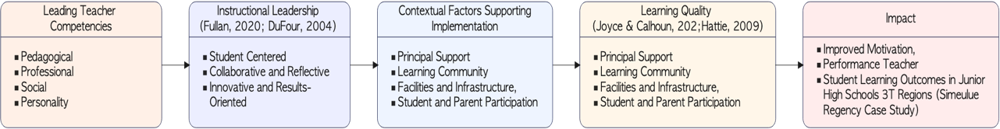 Leading Teacher
Competencies
▪ Pedagogical
▪ Professional
▪ Social
▪ Personality
Instructional Leadership
(Fullan, 2020; DuFour, 2004)
▪ Student Centered
▪ Collaborative and Reflective
▪ Innovative and Results-
Oriented
Contextual Factors Supporting
Implementation
▪ Principal Support
▪ Learning Community
▪ Facilities and Infrastructure,
▪ Student and Parent Participation
Learning Quality
(Joyce & Calhoun, 202;Hattie, 2009)
▪ Principal Support
▪ Learning Community
▪ Facilities and Infrastructure,
▪ Student and Parent Participation
Impact
▪ Improved Motivation,
▪ Performance Teacher
▪ Student Learning Outcomes in Junior
High Schools 3T Regions (Simeulue
Regency Case Study)